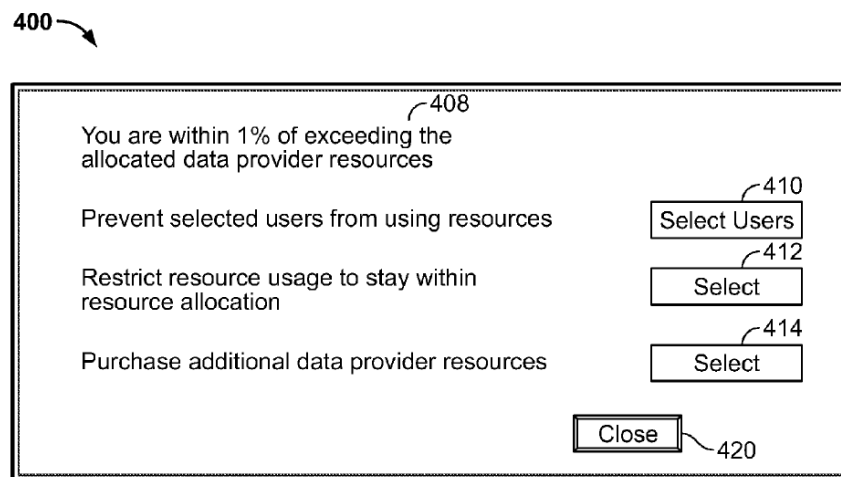 400
408
You are within 1% of exceeding the
allocated data provider resources
410
Prevent selected users from using resources
Select Users
412
Restrict resource usage to stay within
resource allocation
Select
414
Purchase additional data provider resources
Select
Close
420